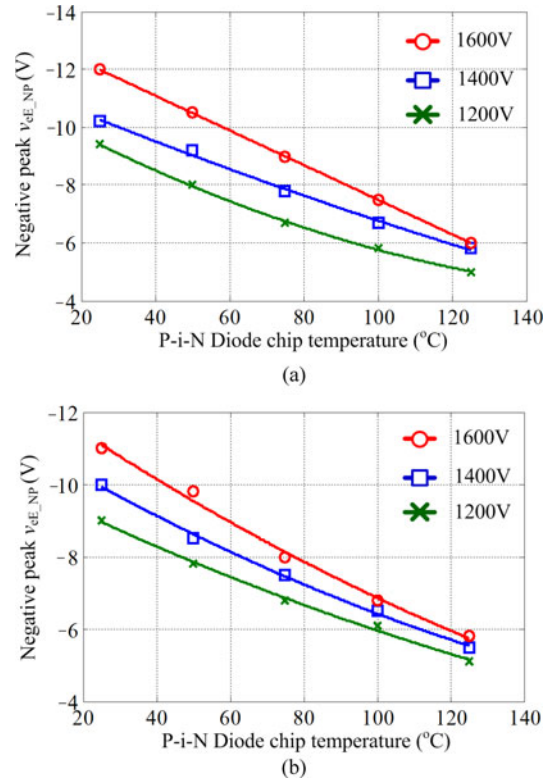 −14
−12
−10
−8
−6
−4
Negative peak vₑE_NP (V)
1600V
1400V
1200V
20 40 60 80 100 120 140
P-i-N Diode chip temperature (°C)
(a)
−12
−10
−8
−6
−4
Negative peak vₑE_NP (V)
1600V
1400V
1200V
20 40 60 80 100 120 140
P-i-N Diode chip temperature (°C)
(b)